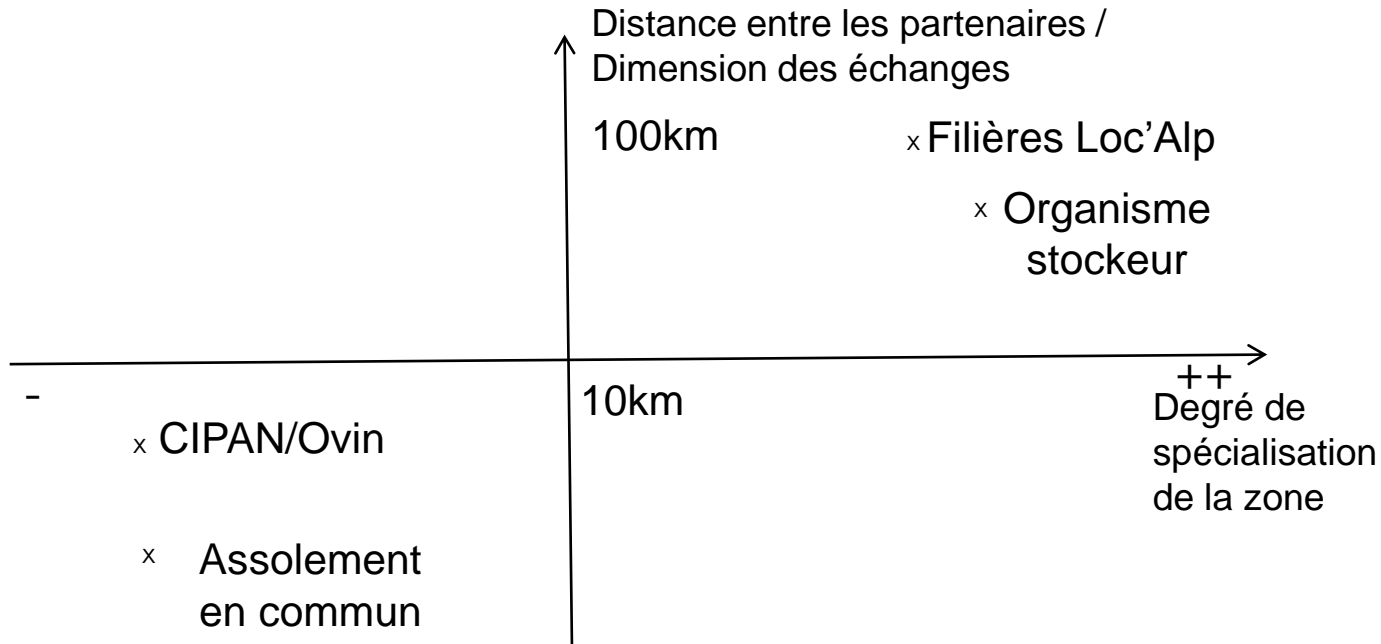 Distance entre les partenaires /
Dimension des échanges
100km
x Filières Loc’Alp
x Organisme
stockeur
-
10km
++
Degré de
spécialisation
de la zone
x CIPAN/Ovin
x Assolement
en commun